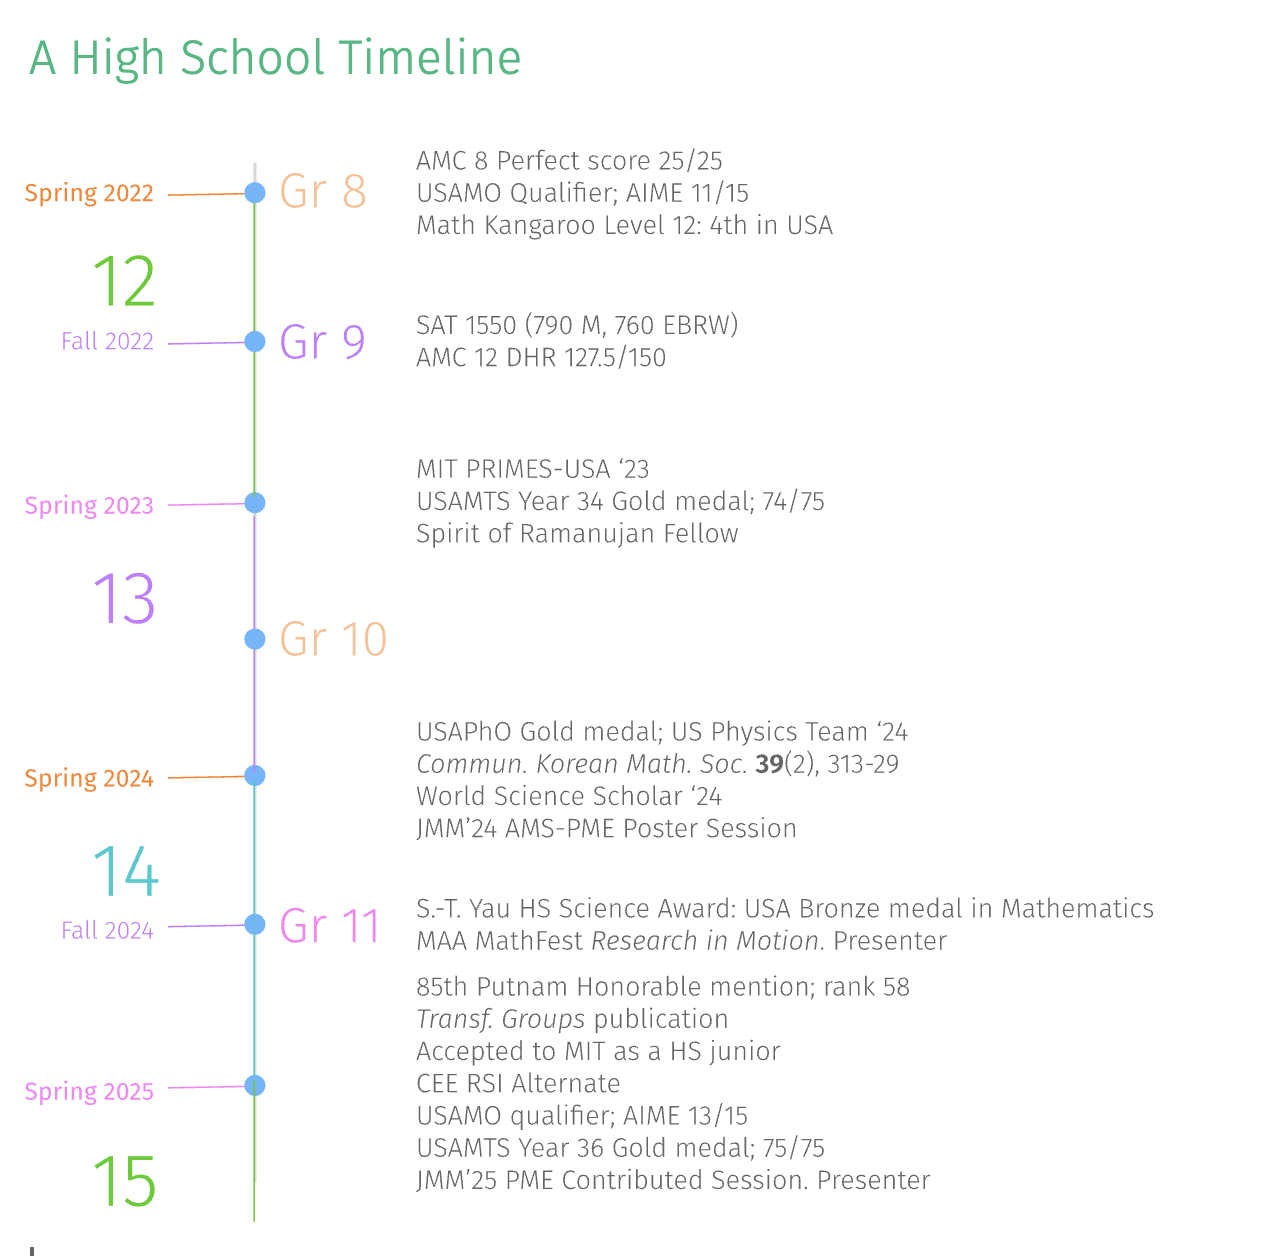 A High School Timeline
Spring 2022
Gr 8
AMC 8 Perfect score 25/25
USAMO Qualifier; AIME 11/15
Math Kangaroo Level 12: 4th in USA
12
Fall 2022
Gr 9
SAT 1550 (790 M, 760 EBRW)
AMC 12 DHR 127.5/150
Spring 2023
MIT PRIMES-USA ‘23
USAMTS Year 34 Gold medal; 74/75
Spirit of Ramanujan Fellow
13
Gr 10
Spring 2024
USAPhO Gold medal; US Physics Team ‘24
Commun. Korean Math. Soc. 39(2), 313-29
World Science Scholar ‘24
JMM’24 AMS-PME Poster Session
14
Fall 2024
Gr 11
S.-T. Yau HS Science Award: USA Bronze medal in Mathematics
MAA MathFest Research in Motion. Presenter
Spring 2025
85th Putnam Honorable mention; rank 58
Transf. Groups publication
Accepted to MIT as a HS junior
CEE RSI Alternate
USAMO qualifier; AIME 13/15
USAMTS Year 36 Gold medal; 75/75
JMM’25 PME Contributed Session. Presenter
15